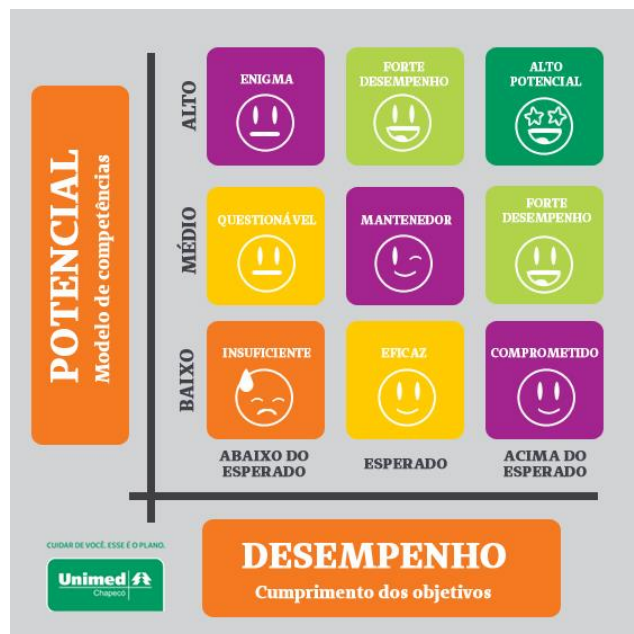 POTENCIAL
Modelo de competências
ALTO
ENIGMA
FORTE
DESEMPENHO
ALTO
POTENCIAL
MÉDIO
QUESTIONÁVEL
MANTENEDOR
FORTE
DESEMPENHO
BAIXO
INSUFICIENTE
EFICAZ
COMPROMETIDO
ABAIXO DO
ESPERADO
ESPERADO
ACIMA DO
ESPERADO
CUIDAR DE VOCÊ. ESSE É O PLANO.
Unimed
Chapecó
DESEMPENHO
Cumprimento dos objetivos